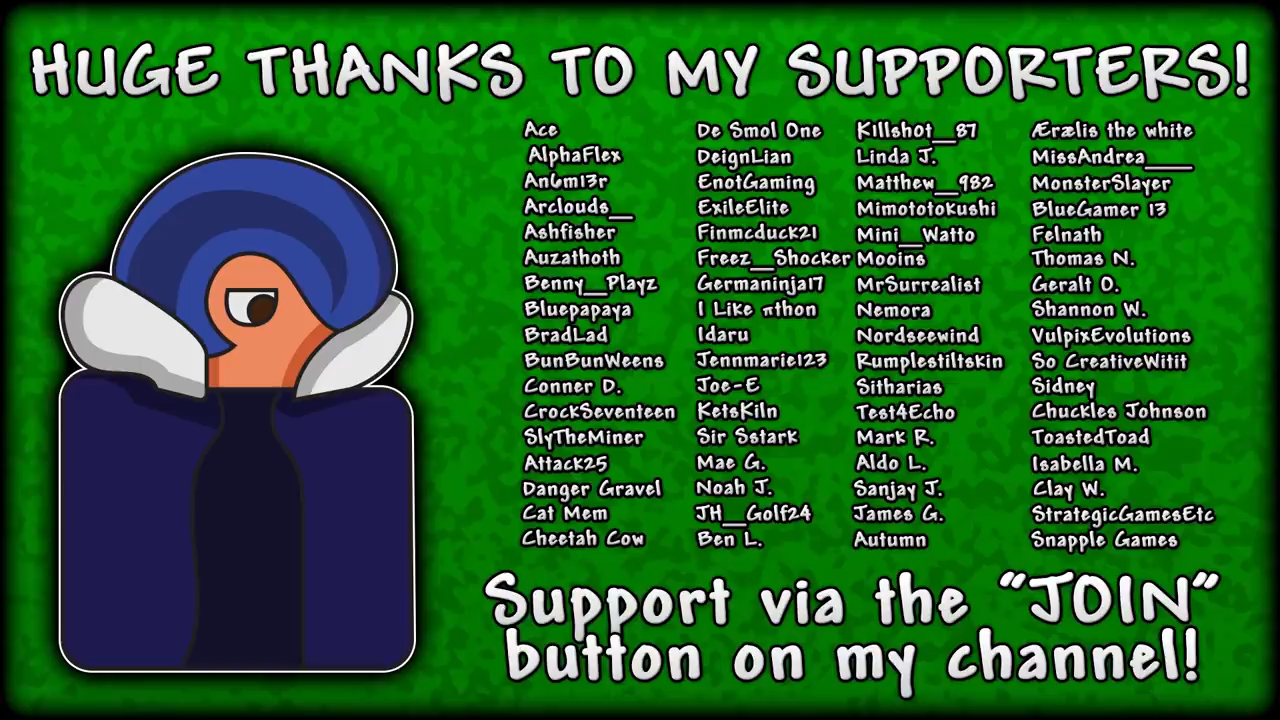 HUGE THANKS TO MY SUPPORTERS!
Ace
AlphaFlex
An6m13r
Arclouds__
Ashfisher
Auzathoth
Benny__Playz
Bluepapaya
BradLad
BunBunWeens
Conner D.
CrockSeventeen
SlyTheMiner
Attack25
Danger Gravel
Cat Mem
Cheetah Cow
De Smol One
DeignLian
EnotGaming
ExileElite
Finmcduck21
Freez__Shocker
Germaninja17
I Like πthon
Idaru
Jennmarie123
Joe-E
KetsKiln
Sir Sstark
Mae G.
Noah J.
JH__Golf24
Ben L.
Killshot__87
Linda J.
Matthew__982
Mimototokushi
Mini__Watto
Mooins
MrSurrealist
Nemora
Nordseewind
Rumplestiltskin
Sitharias
Test4Echo
Mark R.
Aldo L.
Sanjay J.
James G.
Autumn
Ærælis the white
MissAndrea____
MonsterSlayer
BlueGamer 13
Felnath
Thomas N.
Geralt O.
Shannon W.
VulpixEvolutions
So CreativeWitit
Sidney
Chuckles Johnson
ToastedToad
Isabella M.
Clay W.
StrategicGamesEtc
Snapple Games
Support via the "JOIN"
button on my channel!